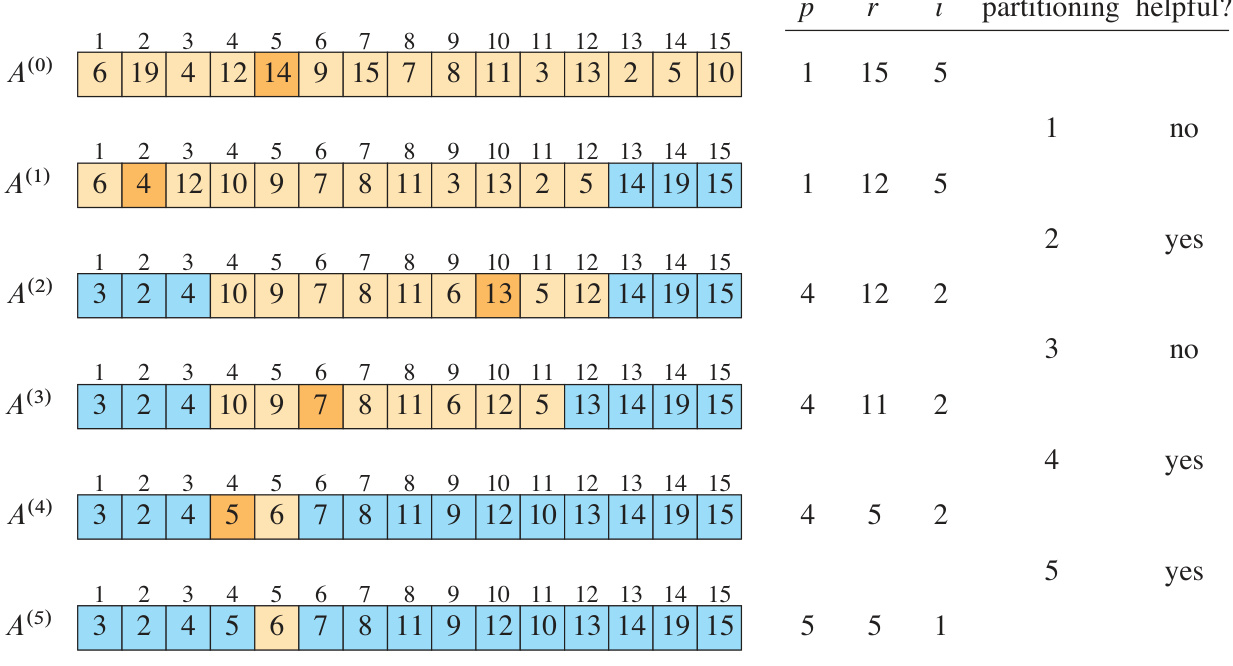 p r i partitioning helpful?
1 2 3 4 5 6 7 8 9 10 11 12 13 14 15
A(0) 6 19 4 12 14 9 15 7 8 11 3 13 2 5 10 1 15 5
1 no
1 2 3 4 5 6 7 8 9 10 11 12 13 14 15
A(1) 6 4 12 10 9 7 8 11 3 13 2 5 14 19 15 1 12 5
2 yes
1 2 3 4 5 6 7 8 9 10 11 12 13 14 15
A(2) 3 2 4 10 9 7 8 11 6 13 5 12 14 19 15 4 12 2
3 no
1 2 3 4 5 6 7 8 9 10 11 12 13 14 15
A(3) 3 2 4 10 9 7 8 11 6 12 5 13 14 19 15 4 11 2
4 yes
1 2 3 4 5 6 7 8 9 10 11 12 13 14 15
A(4) 3 2 4 5 6 7 8 11 9 12 10 13 14 19 15 4 5 2
5 yes
1 2 3 4 5 6 7 8 9 10 11 12 13 14 15
A(5) 3 2 4 5 6 7 8 11 9 12 10 13 14 19 15 5 5 1